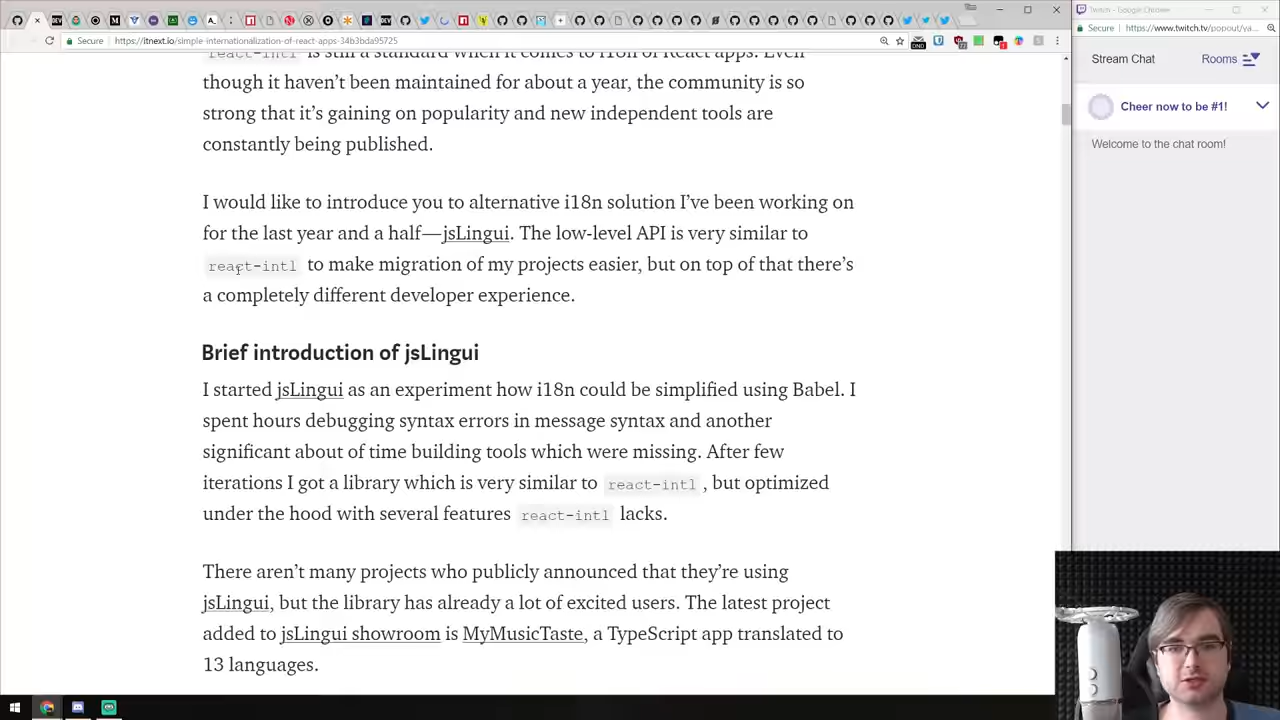 Twitch - Google Chrome
Secure
https://itnext.io/simple-internationalization-of-react-apps-34b3bda95725
Secure
https://www.twitch.tv/popout/ya...
Stream Chat
Rooms
Cheer now to be #1!
Welcome to the chat room!
react-intl is still a standard when it comes to i18n of React apps. Even
though it haven't been maintained for about a year, the community is so
strong that it's gaining on popularity and new independent tools are
constantly being published.
I would like to introduce you to alternative i18n solution I've been working on
for the last year and a half—jsLingui. The low-level API is very similar to
react-intl to make migration of my projects easier, but on top of that there's
a completely different developer experience.
Brief introduction of jsLingui
I started jsLingui as an experiment how i18n could be simplified using Babel. I
spent hours debugging syntax errors in message syntax and another
significant about of time building tools which were missing. After few
iterations I got a library which is very similar to react-intl , but optimized
under the hood with several features react-intl lacks.
There aren't many projects who publicly announced that they're using
jsLingui, but the library has already a lot of excited users. The latest project
added to jsLingui showroom is MyMusicTaste, a TypeScript app translated to
13 languages.